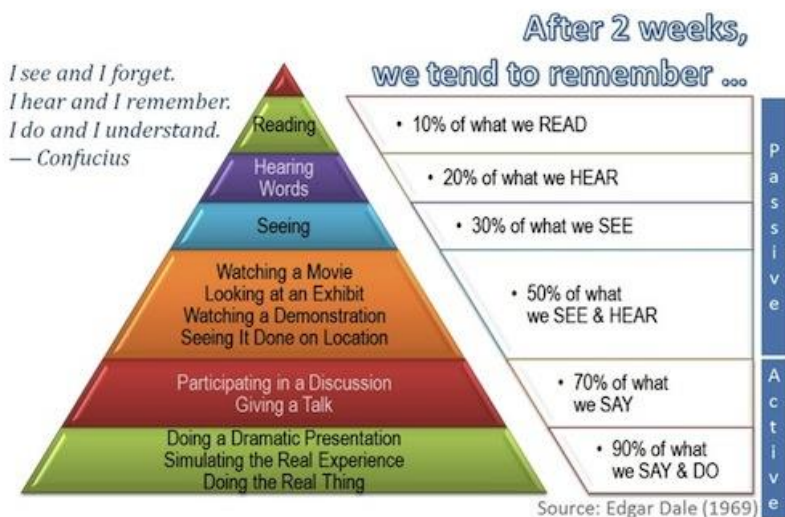 After 2 weeks,
we tend to remember ...
I see and I forget.
I hear and I remember.
I do and I understand.
— Confucius
Reading
• 10% of what we READ
Hearing
Words
• 20% of what we HEAR
Seeing
• 30% of what we SEE
Watching a Movie
Looking at an Exhibit
Watching a Demonstration
Seeing It Done on Location
• 50% of what
we SEE & HEAR
Participating in a Discussion
Giving a Talk
• 70% of what
we SAY
Doing a Dramatic Presentation
Simulating the Real Experience
Doing the Real Thing
• 90% of what
we SAY & DO
Passive
Active
Source: Edgar Dale (1969)